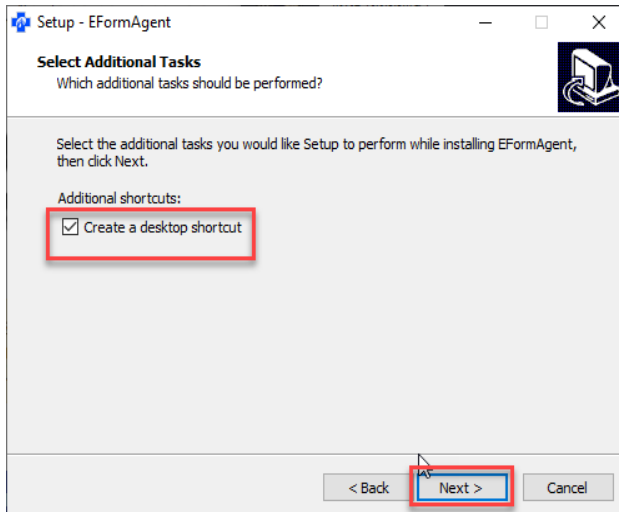 Setup - EFormAgent
Select Additional Tasks
Which additional tasks should be performed?
Select the additional tasks you would like Setup to perform while installing EFormAgent,
then click Next.
Additional shortcuts:
Create a desktop shortcut
< Back Next > Cancel